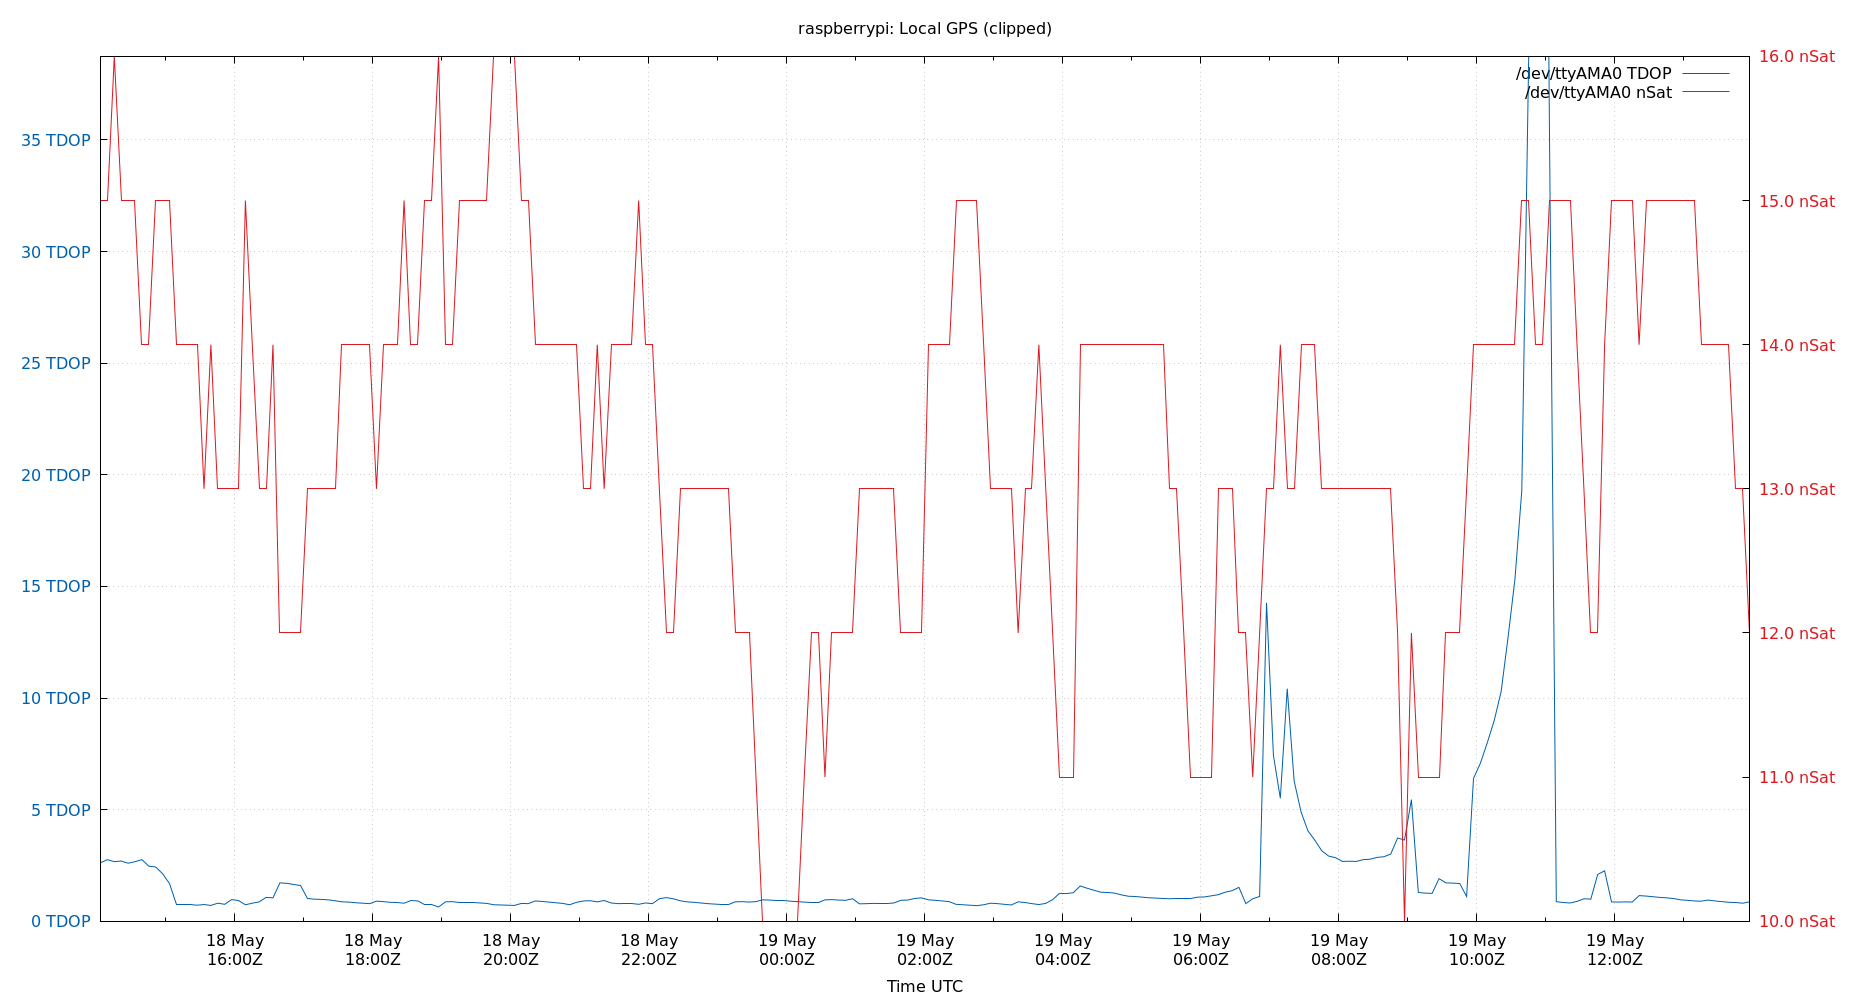 raspberrypi: Local GPS (clipped)
/dev/ttyAMA0 TDOP
/dev/ttyAMA0 nSat
35 TDOP
30 TDOP
25 TDOP
20 TDOP
15 TDOP
10 TDOP
5 TDOP
0 TDOP
16.0 nSat
15.0 nSat
14.0 nSat
13.0 nSat
12.0 nSat
11.0 nSat
10.0 nSat
18 May 18 May 18 May 18 May 19 May 19 May 19 May 19 May 19 May 19 May 19 May
16:00Z 18:00Z 20:00Z 22:00Z 00:00Z 02:00Z 04:00Z 06:00Z 08:00Z 10:00Z 12:00Z
Time UTC